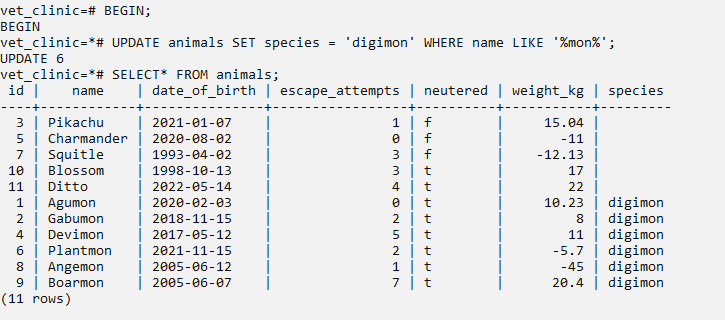 vet_clinic=# BEGIN;
BEGIN
vet_clinic=*# UPDATE animals SET species = 'digimon' WHERE name LIKE '%mon%';
UPDATE 6
vet_clinic=*# SELECT* FROM animals;
 id |    name    | date_of_birth | escape_attempts | neutered | weight_kg | species
----+------------+---------------+-----------------+----------+-----------+---------
  3 | Pikachu    | 2021-01-07    |               1 | f        |     15.04 |
  5 | Charmander | 2020-08-02    |               0 | f        |       -11 |
  7 | Squitle    | 1993-04-02    |               3 | f        |    -12.13 |
 10 | Blossom    | 1998-10-13    |               3 | t        |        17 |
 11 | Ditto      | 2022-05-14    |               4 | t        |        22 |
  1 | Agumon     | 2020-02-03    |               0 | t        |     10.23 | digimon
  2 | Gabumon    | 2018-11-15    |               2 | t        |         8 | digimon
  4 | Devimon    | 2017-05-12    |               5 | t        |        11 | digimon
  6 | Plantmon   | 2021-11-15    |               2 | t        |      -5.7 | digimon
  8 | Angemon    | 2005-06-12    |               1 | t        |       -45 | digimon
  9 | Boarmon    | 2005-06-07    |               7 | t        |      20.4 | digimon
(11 rows)